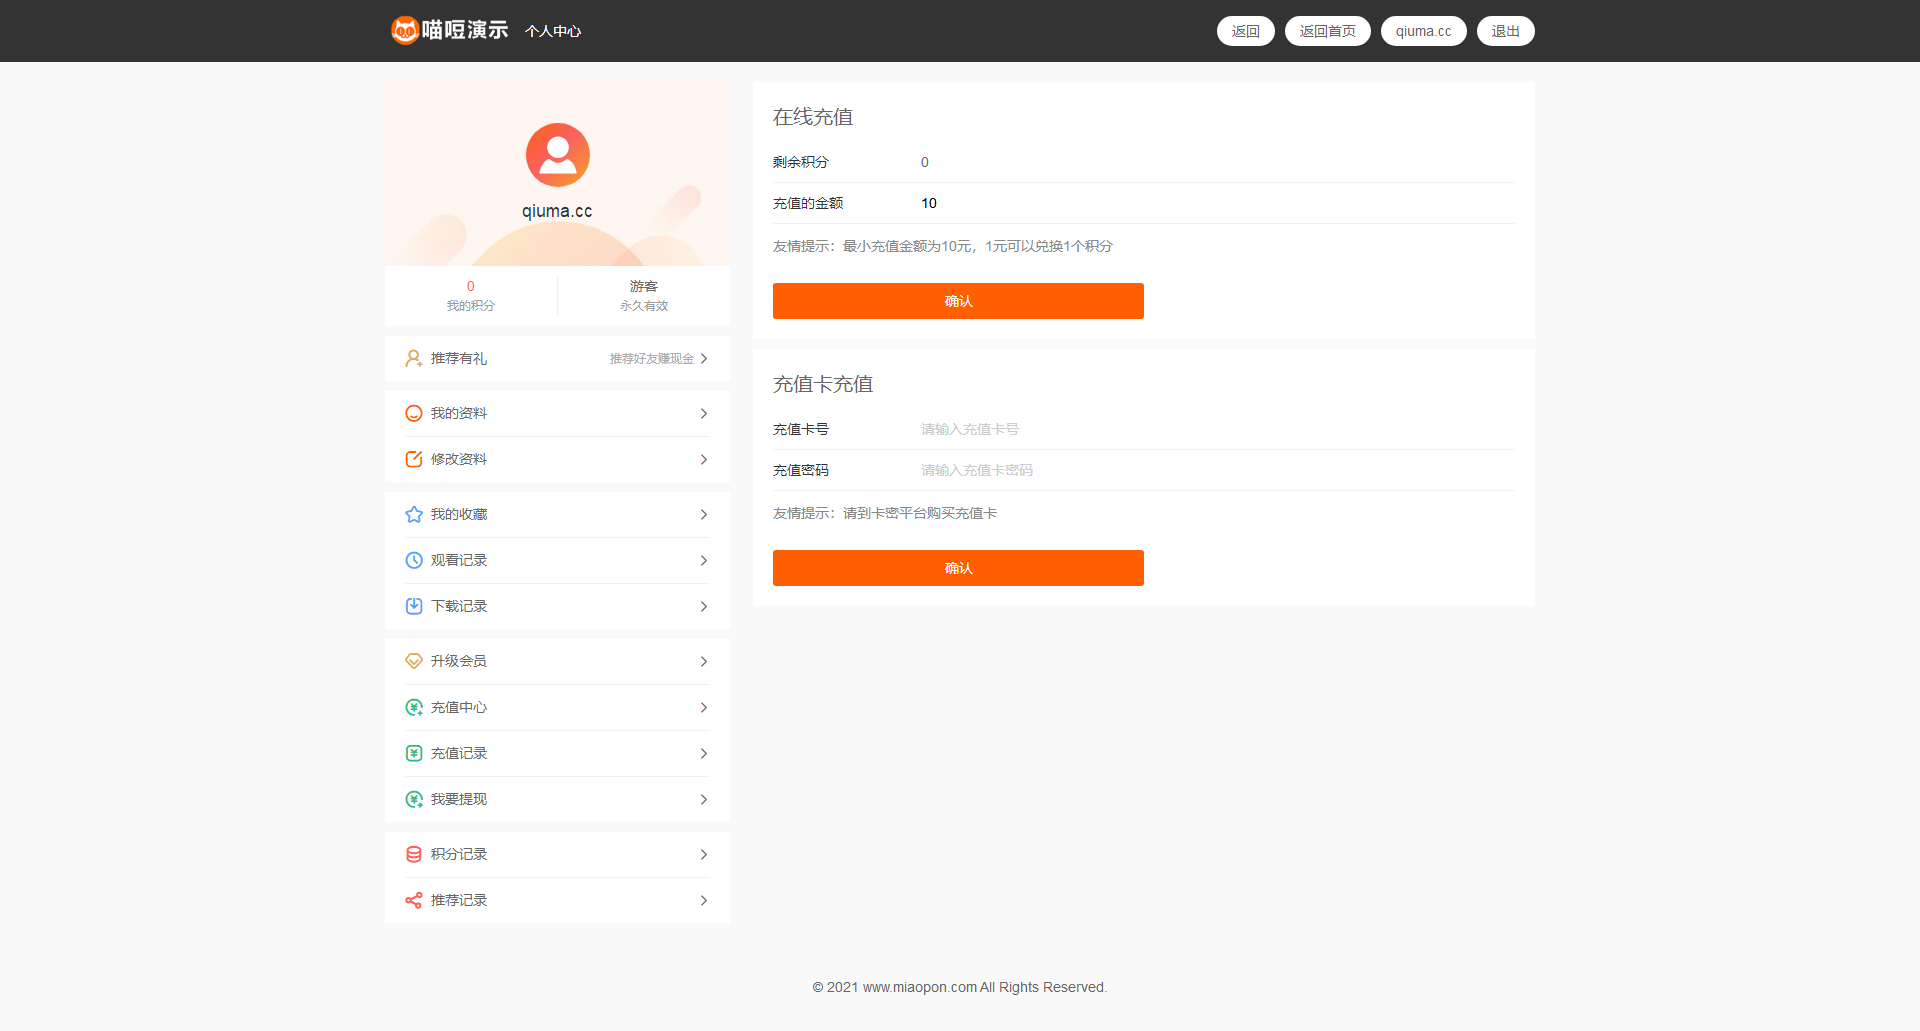 喵哣演示 个人中心 返回 返回首页 qiuma.cc 退出
qiuma.cc
0 游客
我的积分 永久有效
推荐有礼 推荐好友赚现金
我的资料
修改资料
我的收藏
观看记录
下载记录
升级会员
充值中心
充值记录
我要提现
积分记录
推荐记录
在线充值
剩余积分 0
充值的金额 10
友情提示：最小充值金额为10元，1元可以兑换1个积分
确认
充值卡充值
充值卡号 请输入充值卡号
充值密码 请输入充值卡密码
友情提示：请到卡密平台购买充值卡
确认
© 2021 www.miaopon.com All Rights Reserved.